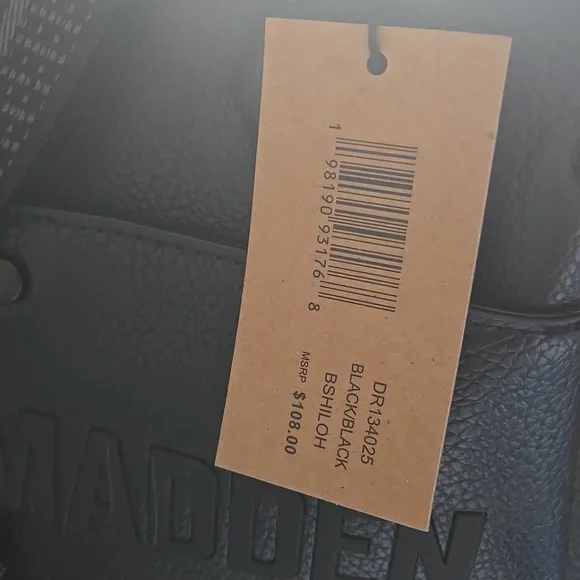 1 98190 93176 8
DR134025
BLACK/BLACK
BSHILOH
MSRP $108.00
MADDEN